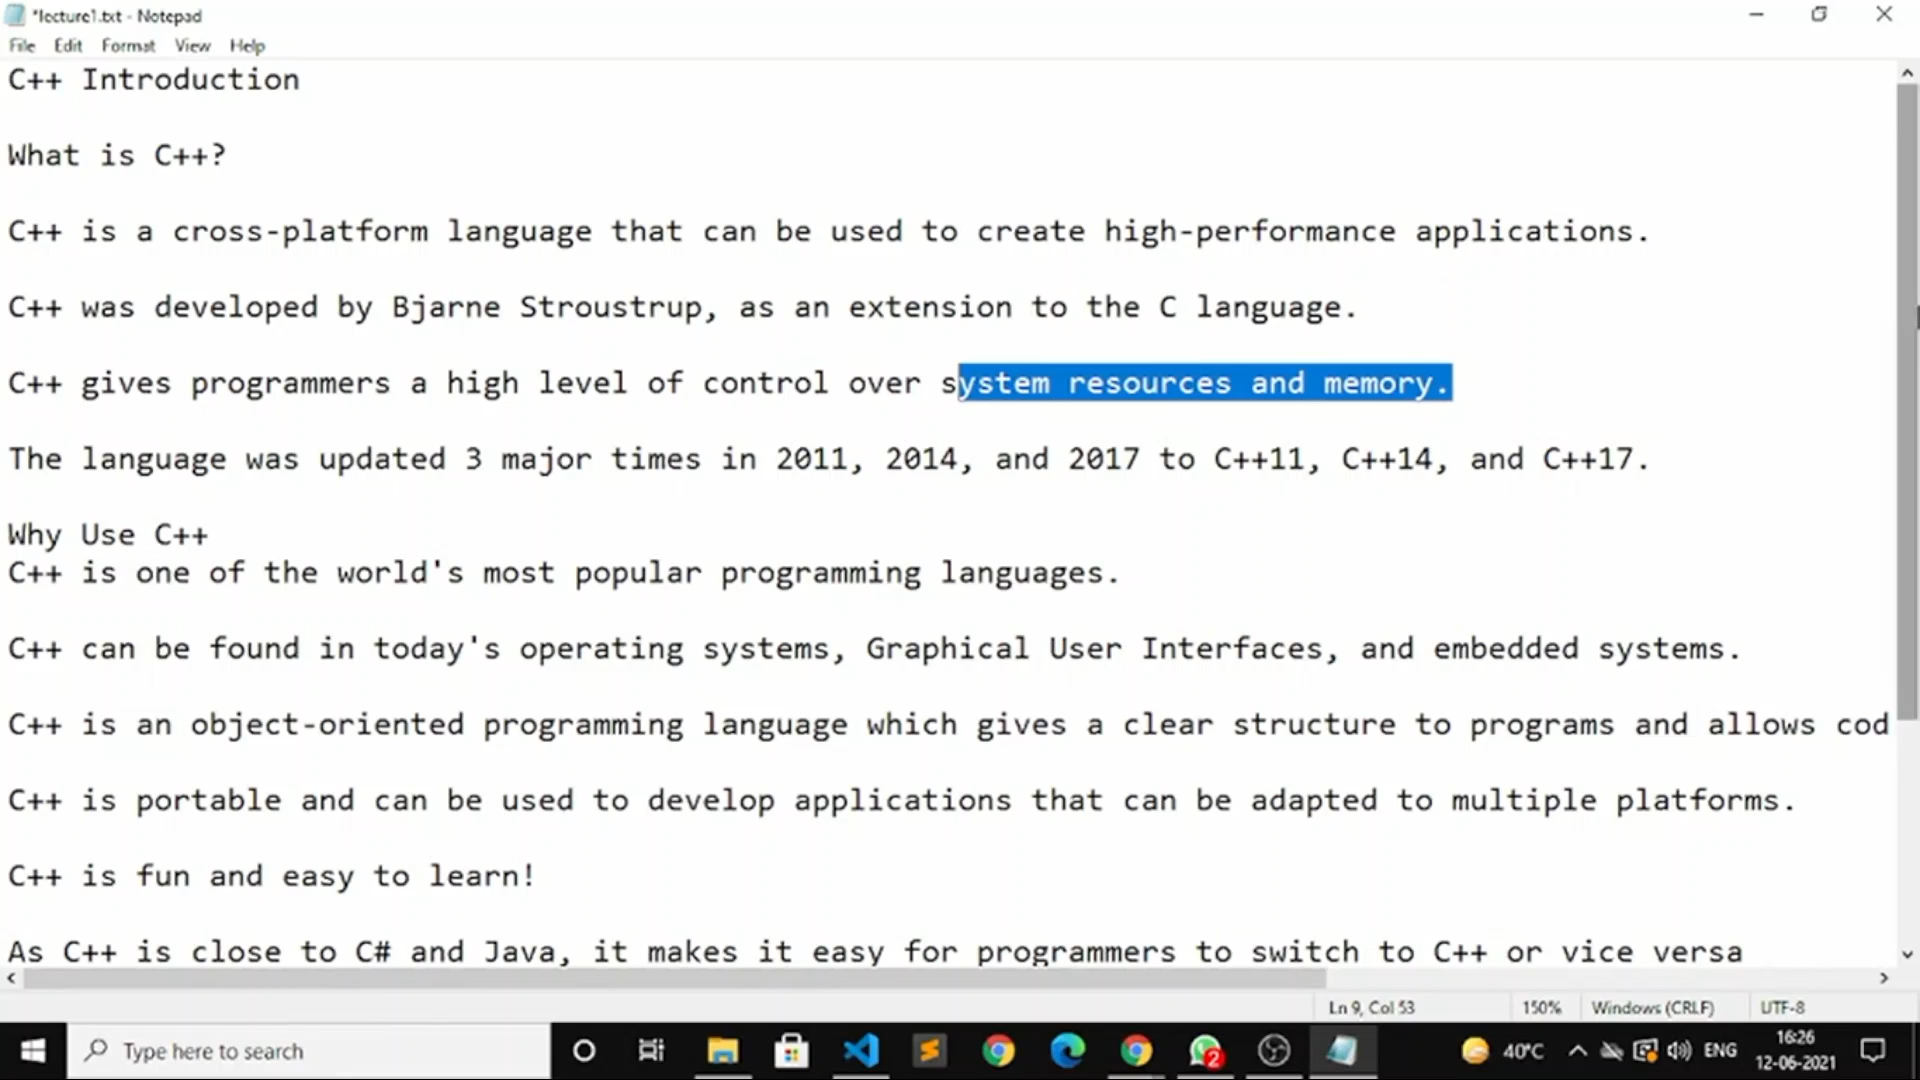 *lecture1.txt - Notepad
File Edit Format View Help
C++ Introduction
What is C++?
C++ is a cross-platform language that can be used to create high-performance applications.
C++ was developed by Bjarne Stroustrup, as an extension to the C language.
C++ gives programmers a high level of control over system resources and memory.
The language was updated 3 major times in 2011, 2014, and 2017 to C++11, C++14, and C++17.
Why Use C++
C++ is one of the world's most popular programming languages.
C++ can be found in today's operating systems, Graphical User Interfaces, and embedded systems.
C++ is an object-oriented programming language which gives a clear structure to programs and allows cod
C++ is portable and can be used to develop applications that can be adapted to multiple platforms.
C++ is fun and easy to learn!
As C++ is close to C# and Java, it makes it easy for programmers to switch to C++ or vice versa
Ln 9, Col 53 150% Windows (CRLF) UTF-8
Type here to search 2 40°C ENG 16:26
12-06-2021